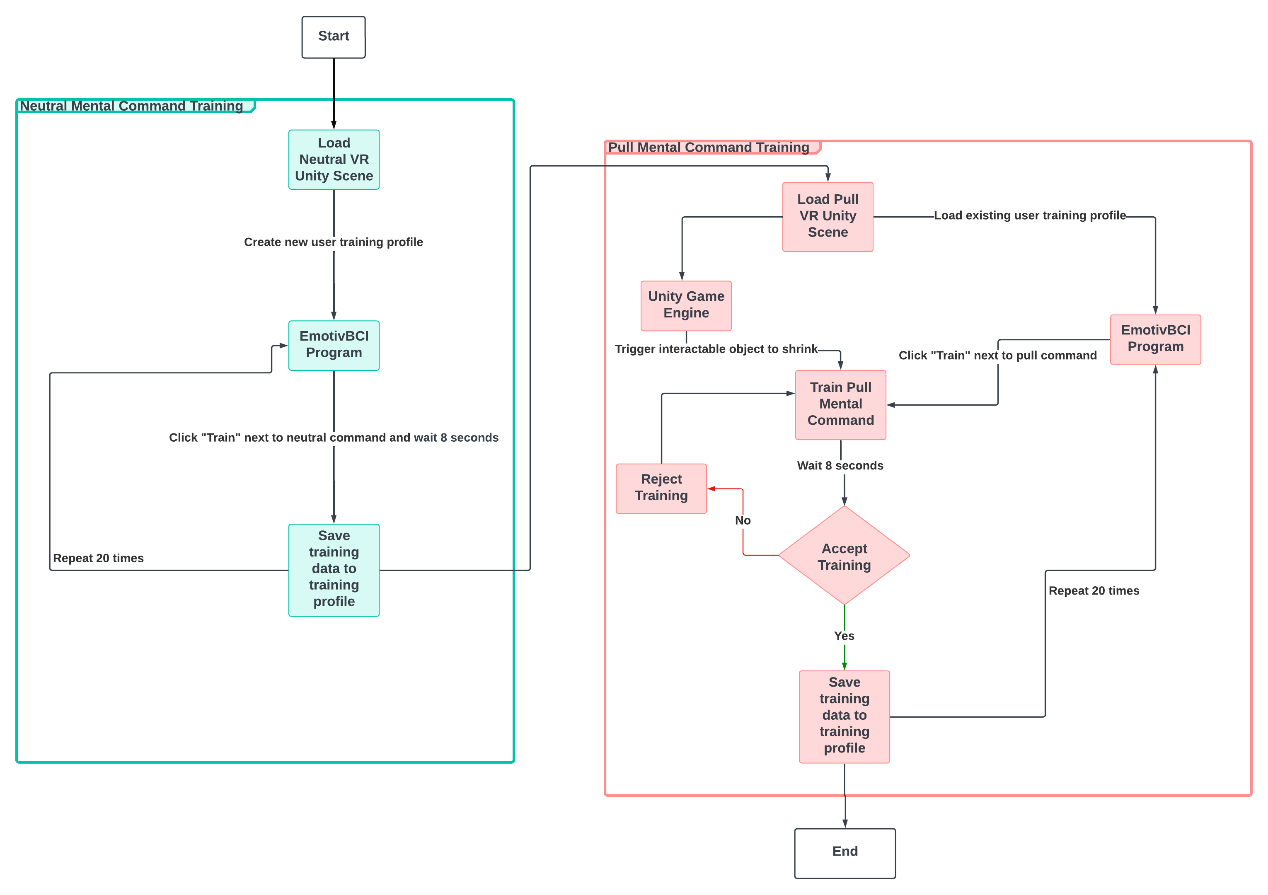 Start
Neutral Mental Command Training
Load
Neutral VR
Unity Scene
Create new user training profile
EmotivBCI
Program
Click "Train" next to neutral command and wait 8 seconds
Save
training
data to
training
profile
Repeat 20 times
Pull Mental Command Training
Load Pull
VR Unity
Scene
Load existing user training profile
Unity Game
Engine
Trigger interactable object to shrink
EmotivBCI
Program
Click "Train" next to pull command
Train Pull
Mental
Command
Wait 8 seconds
Reject
Training
No
Accept
Training
Yes
Repeat 20 times
Save
training
data to
training
profile
End